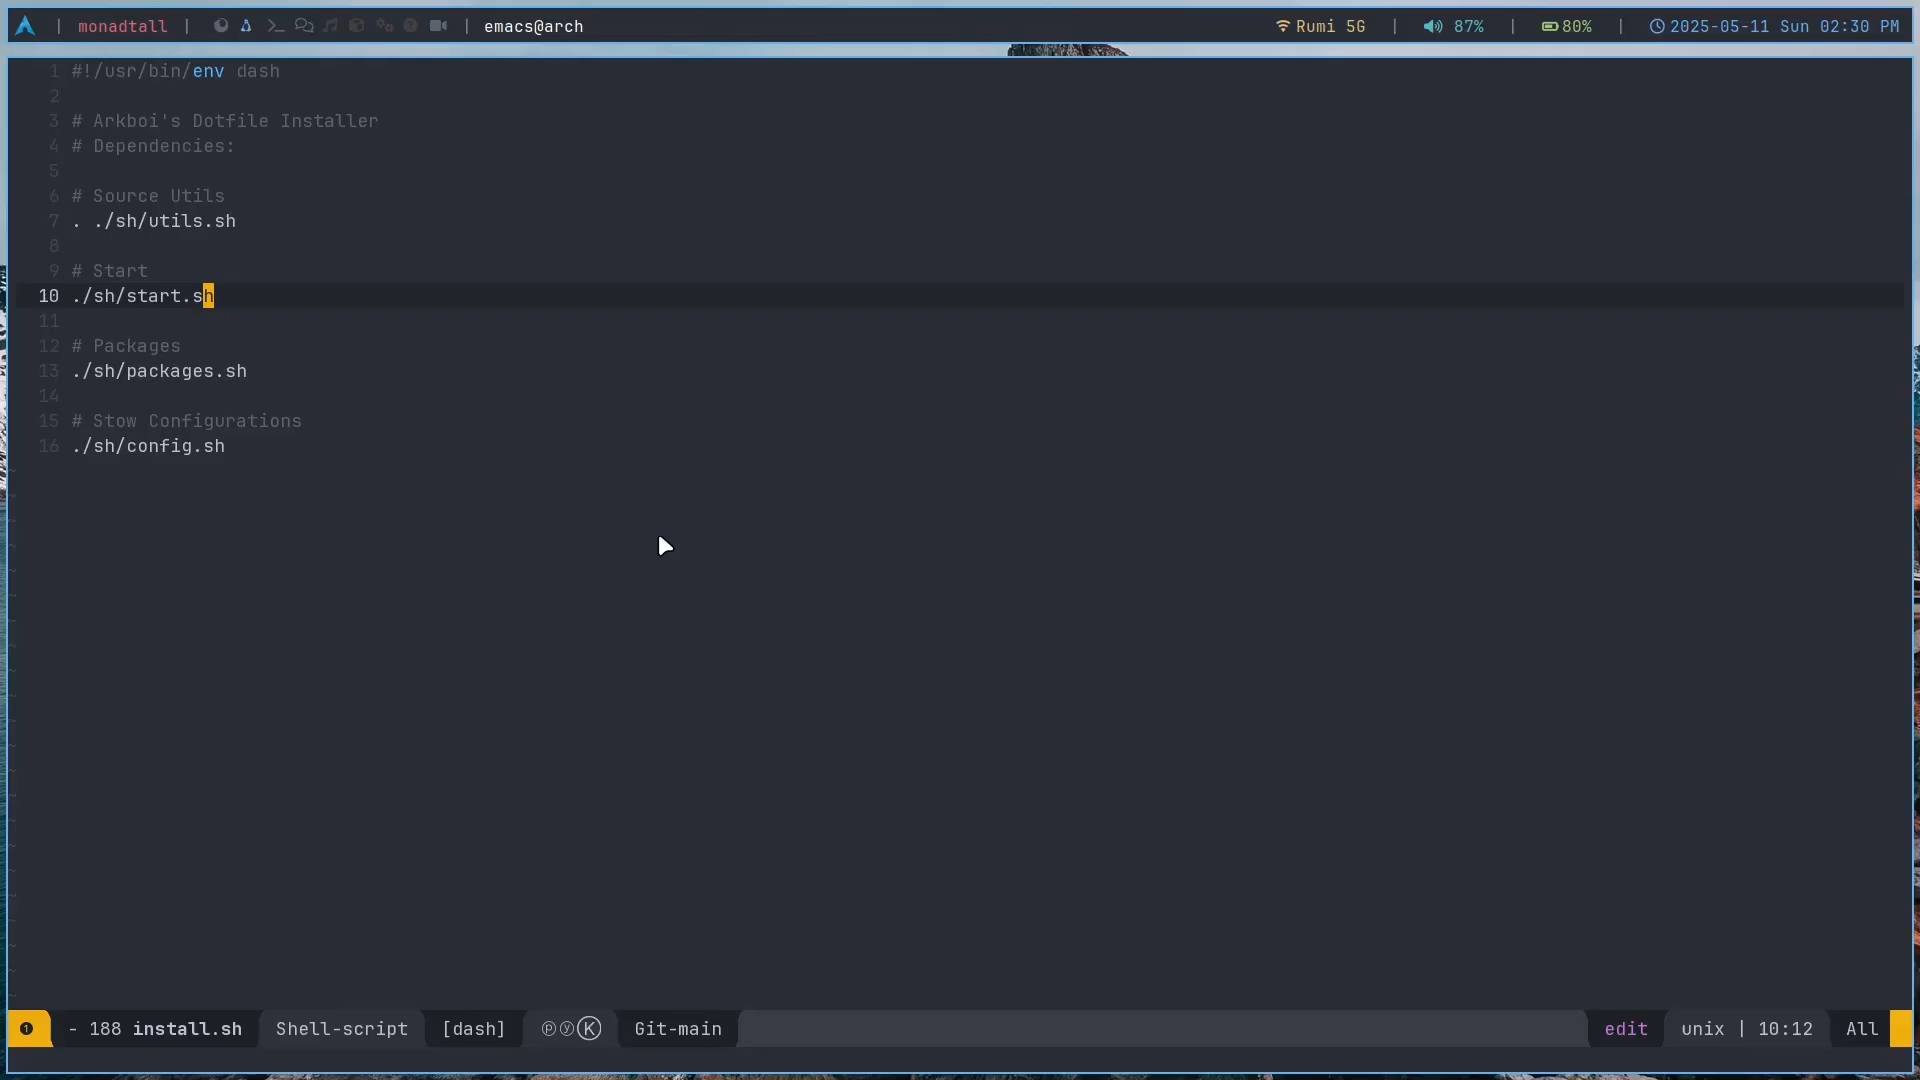 | monadtall | | emacs@arch
Rumi 5G | 87% | 80% | 2025-05-11 Sun 02:30 PM
1 #!/usr/bin/env dash
2
3 # Arkboi's Dotfile Installer
4 # Dependencies:
5
6 # Source Utils
7 . ./sh/utils.sh
8
9 # Start
10 ./sh/start.sh
11
12 # Packages
13 ./sh/packages.sh
14
15 # Stow Configurations
16 ./sh/config.sh
❶ - 188 install.sh Shell-script [dash] ⓟⓨⓀ Git-main edit unix | 10:12 All